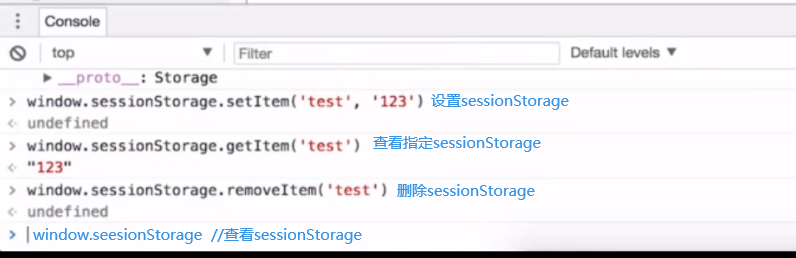 Console
top Filter Default levels
__proto__: Storage
window.sessionStorage.setItem('test', '123') 设置sessionStorage
undefined
window.sessionStorage.getItem('test') 查看指定sessionStorage
"123"
window.sessionStorage.removeItem('test') 删除sessionStorage
undefined
window.seesionStorage //查看sessionStorage